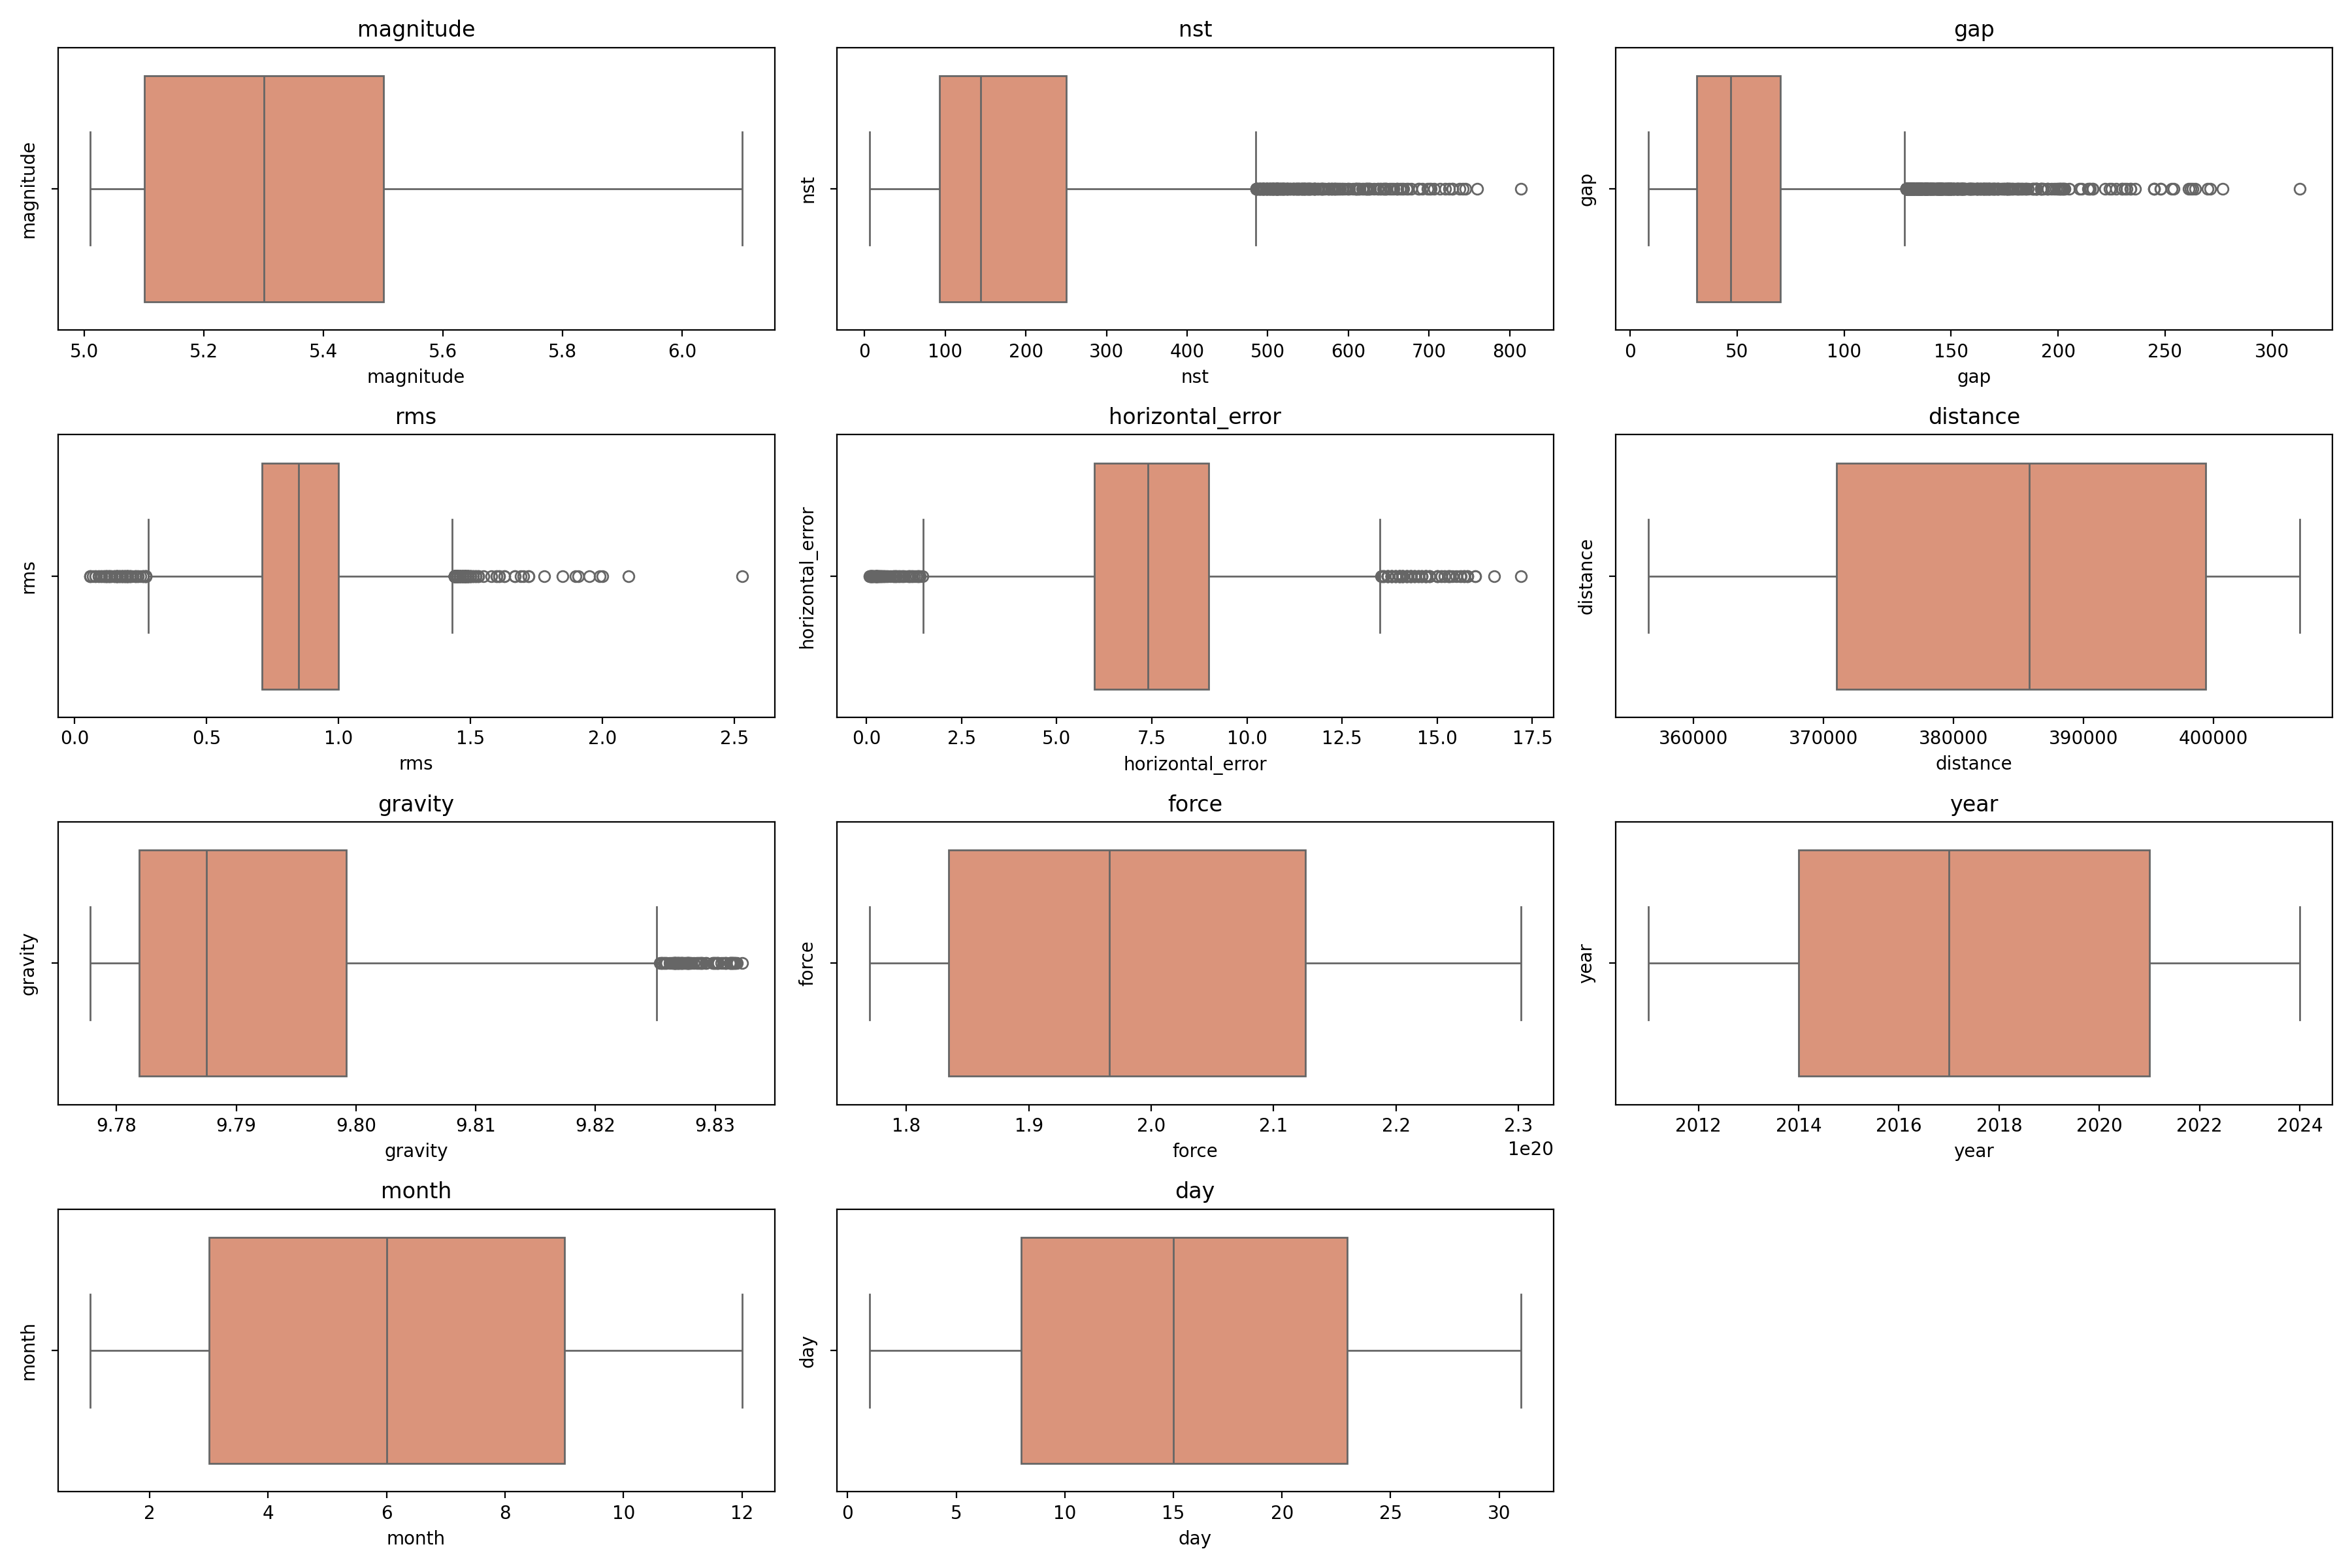 magnitude
magnitude
5.0 5.2 5.4 5.6 5.8 6.0
magnitude
nst
nst
0 100 200 300 400 500 600 700 800
nst
gap
gap
0 50 100 150 200 250 300
gap
rms
rms
0.0 0.5 1.0 1.5 2.0 2.5
rms
horizontal_error
horizontal_error
0.0 2.5 5.0 7.5 10.0 12.5 15.0 17.5
horizontal_error
distance
distance
360000 370000 380000 390000 400000
distance
gravity
gravity
9.78 9.79 9.80 9.81 9.82 9.83
gravity
force
force
1.8 1.9 2.0 2.1 2.2 2.3
1e20
force
year
year
2012 2014 2016 2018 2020 2022 2024
year
month
month
2 4 6 8 10 12
month
day
day
0 5 10 15 20 25 30
day